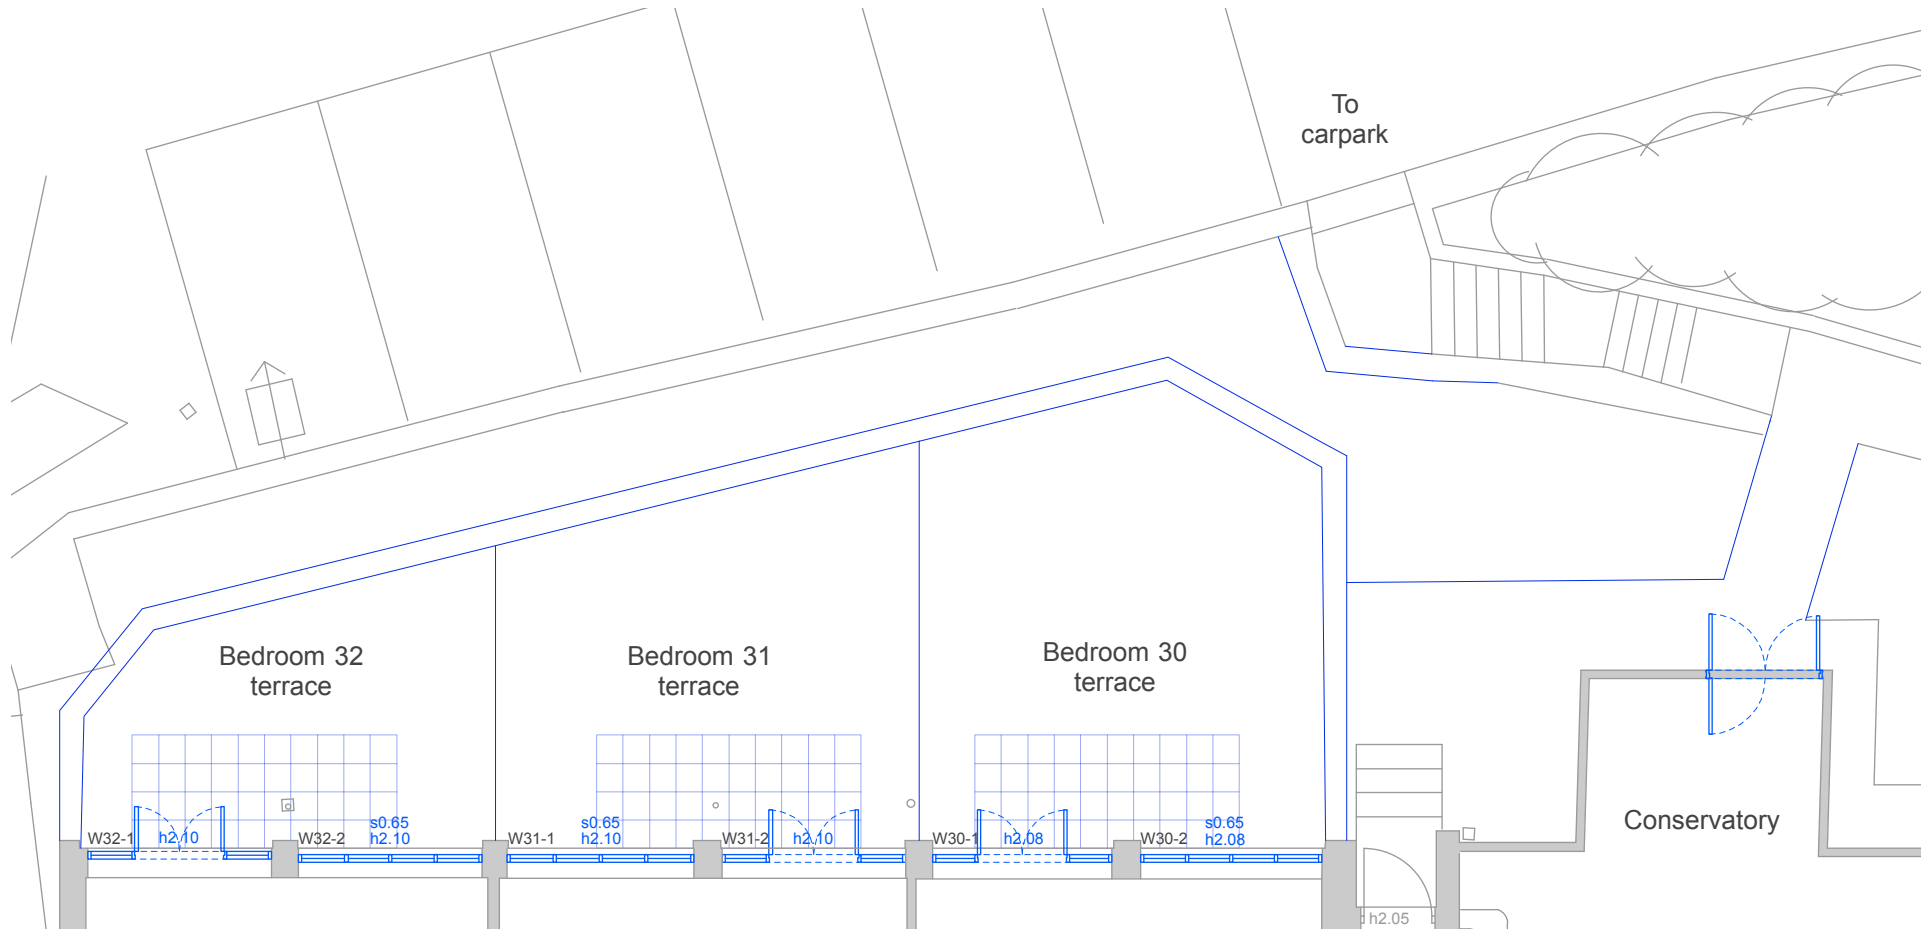 To
carpark
Bedroom 32
terrace
Bedroom 31
terrace
Bedroom 30
terrace
Conservatory
W32-1
h2.10
W32-2
s0.65
h2.10
W31-1
s0.65
h2.10
W31-2
h2.10
W30-1
h2.08
W30-2
s0.65
h2.08
h2.05